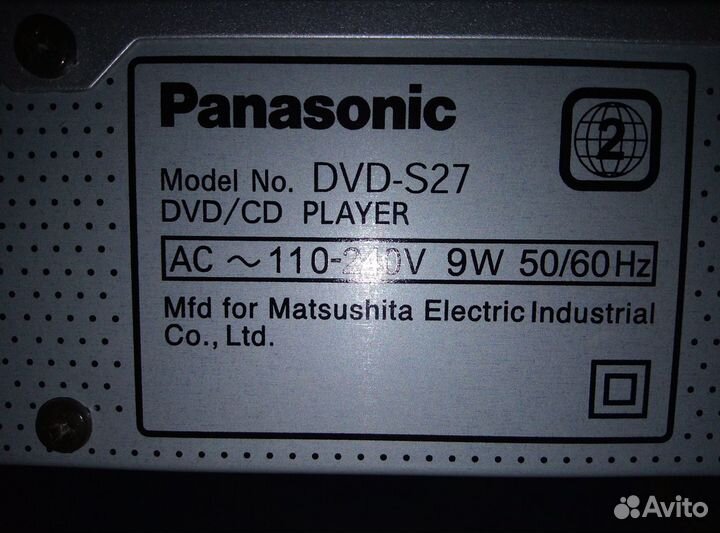 Panasonic
2
Model No. DVD-S27
DVD/CD PLAYER
AC ~ 110-240V 9W 50/60Hz
Mfd for Matsushita Electric Industrial
Co., Ltd.
Avito